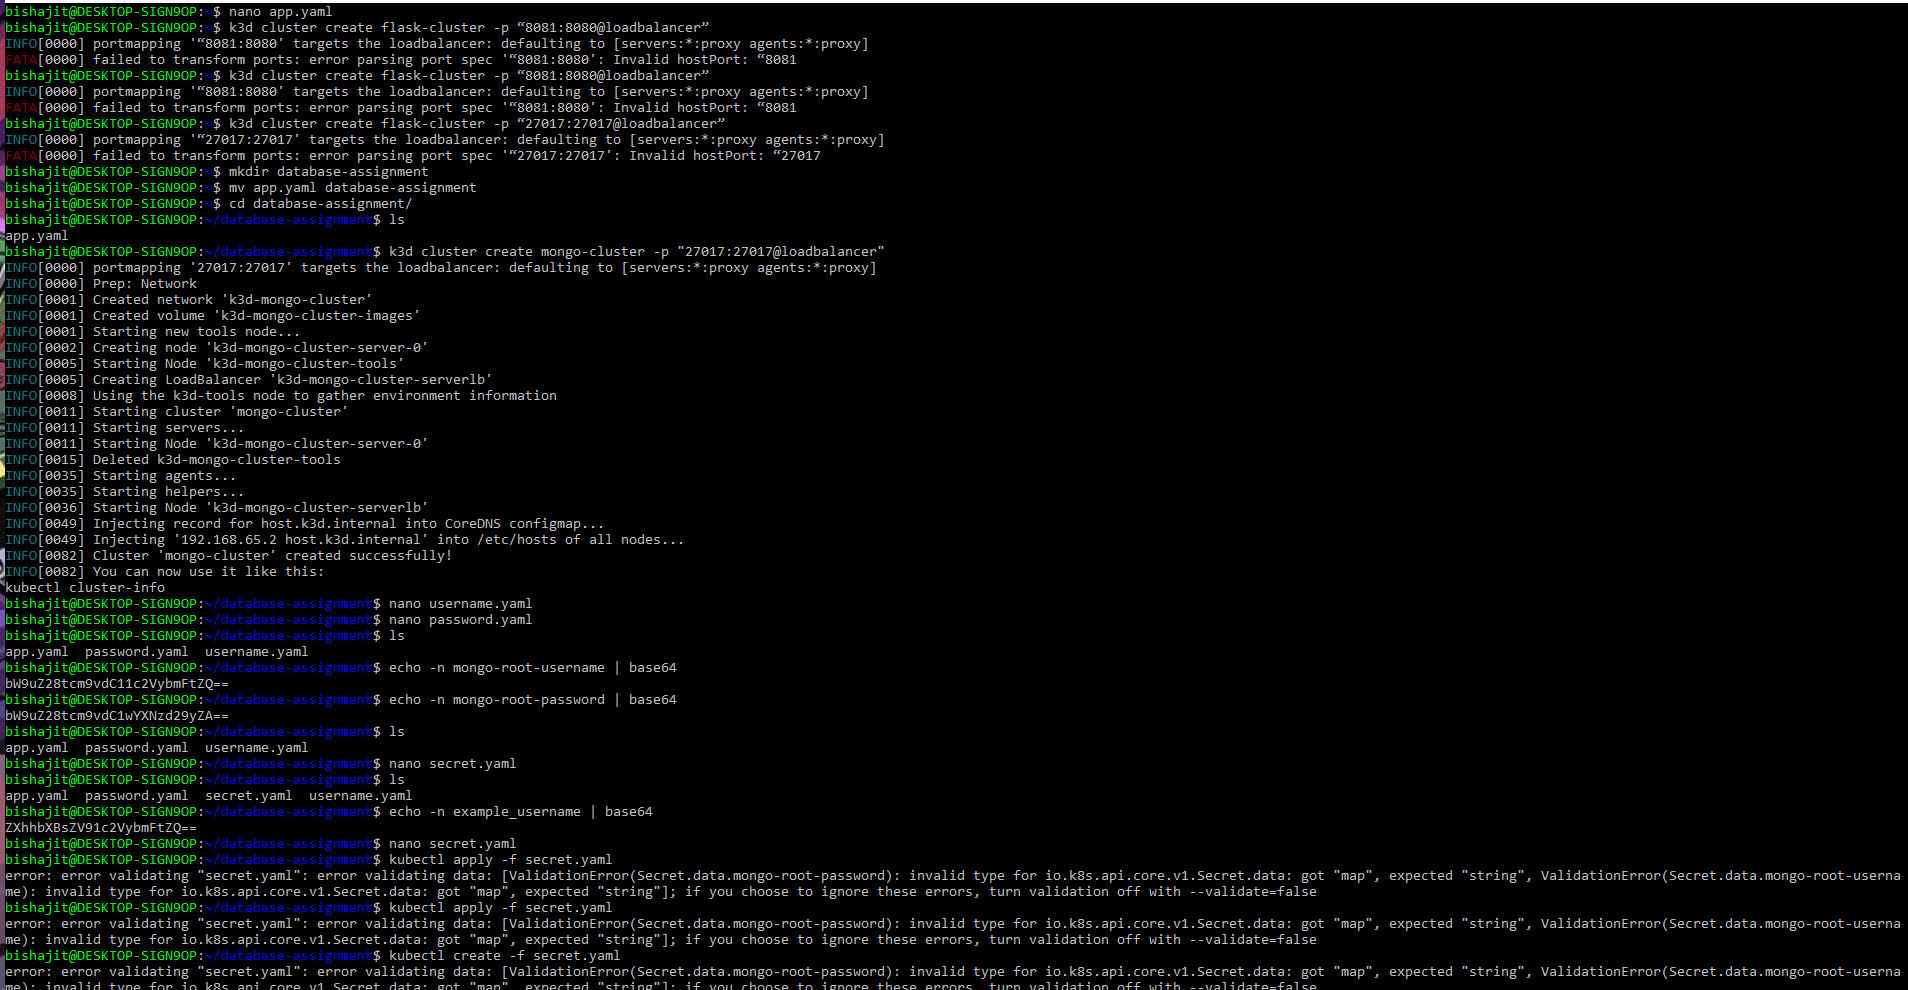 bishajit@DESKTOP-SIGN9OP:~$ nano app.yaml
bishajit@DESKTOP-SIGN9OP:~$ k3d cluster create flask-cluster -p “8081:8080@loadbalancer”
INFO[0000] portmapping '“8081:8080' targets the loadbalancer: defaulting to [servers:*:proxy agents:*:proxy]
FATA[0000] failed to transform ports: error parsing port spec '“8081:8080': Invalid hostPort: “8081
bishajit@DESKTOP-SIGN9OP:~$ k3d cluster create flask-cluster -p “8081:8080@loadbalancer”
INFO[0000] portmapping '“8081:8080' targets the loadbalancer: defaulting to [servers:*:proxy agents:*:proxy]
FATA[0000] failed to transform ports: error parsing port spec '“8081:8080': Invalid hostPort: “8081
bishajit@DESKTOP-SIGN9OP:~$ k3d cluster create flask-cluster -p “27017:27017@loadbalancer”
INFO[0000] portmapping '“27017:27017' targets the loadbalancer: defaulting to [servers:*:proxy agents:*:proxy]
FATA[0000] failed to transform ports: error parsing port spec '“27017:27017': Invalid hostPort: “27017
bishajit@DESKTOP-SIGN9OP:~$ mkdir database-assignment
bishajit@DESKTOP-SIGN9OP:~$ mv app.yaml database-assignment
bishajit@DESKTOP-SIGN9OP:~$ cd database-assignment/
bishajit@DESKTOP-SIGN9OP:~/database-assignment$ ls
app.yaml
bishajit@DESKTOP-SIGN9OP:~/database-assignment$ k3d cluster create mongo-cluster -p "27017:27017@loadbalancer"
INFO[0000] portmapping '27017:27017' targets the loadbalancer: defaulting to [servers:*:proxy agents:*:proxy]
INFO[0000] Prep: Network
INFO[0001] Created network 'k3d-mongo-cluster'
INFO[0001] Created volume 'k3d-mongo-cluster-images'
INFO[0001] Starting new tools node...
INFO[0002] Creating node 'k3d-mongo-cluster-server-0'
INFO[0005] Starting Node 'k3d-mongo-cluster-tools'
INFO[0005] Creating LoadBalancer 'k3d-mongo-cluster-serverlb'
INFO[0008] Using the k3d-tools node to gather environment information
INFO[0011] Starting cluster 'mongo-cluster'
INFO[0011] Starting servers...
INFO[0011] Starting Node 'k3d-mongo-cluster-server-0'
INFO[0015] Deleted k3d-mongo-cluster-tools
INFO[0035] Starting agents...
INFO[0035] Starting helpers...
INFO[0036] Starting Node 'k3d-mongo-cluster-serverlb'
INFO[0049] Injecting record for host.k3d.internal into CoreDNS configmap...
INFO[0049] Injecting '192.168.65.2 host.k3d.internal' into /etc/hosts of all nodes...
INFO[0082] Cluster 'mongo-cluster' created successfully!
INFO[0082] You can now use it like this:
kubectl cluster-info
bishajit@DESKTOP-SIGN9OP:~/database-assignment$ nano username.yaml
bishajit@DESKTOP-SIGN9OP:~/database-assignment$ nano password.yaml
bishajit@DESKTOP-SIGN9OP:~/database-assignment$ ls
app.yaml  password.yaml  username.yaml
bishajit@DESKTOP-SIGN9OP:~/database-assignment$ echo -n mongo-root-username | base64
bW9uZ28tcm9vdC11c2VybmFtZQ==
bishajit@DESKTOP-SIGN9OP:~/database-assignment$ echo -n mongo-root-password | base64
bW9uZ28tcm9vdC1wYXNzd29yZA==
bishajit@DESKTOP-SIGN9OP:~/database-assignment$ ls
app.yaml  password.yaml  username.yaml
bishajit@DESKTOP-SIGN9OP:~/database-assignment$ nano secret.yaml
bishajit@DESKTOP-SIGN9OP:~/database-assignment$ ls
app.yaml  password.yaml  secret.yaml  username.yaml
bishajit@DESKTOP-SIGN9OP:~/database-assignment$ echo -n example_username | base64
ZXhhbXBsZV91c2VybmFtZQ==
bishajit@DESKTOP-SIGN9OP:~/database-assignment$ nano secret.yaml
bishajit@DESKTOP-SIGN9OP:~/database-assignment$ kubectl apply -f secret.yaml
error: error validating "secret.yaml": error validating data: [ValidationError(Secret.data.mongo-root-password): invalid type for io.k8s.api.core.v1.Secret.data: got "map", expected "string", ValidationError(Secret.data.mongo-root-userna
me): invalid type for io.k8s.api.core.v1.Secret.data: got "map", expected "string"]; if you choose to ignore these errors, turn validation off with --validate=false
bishajit@DESKTOP-SIGN9OP:~/database-assignment$ kubectl apply -f secret.yaml
error: error validating "secret.yaml": error validating data: [ValidationError(Secret.data.mongo-root-password): invalid type for io.k8s.api.core.v1.Secret.data: got "map", expected "string", ValidationError(Secret.data.mongo-root-userna
me): invalid type for io.k8s.api.core.v1.Secret.data: got "map", expected "string"]; if you choose to ignore these errors, turn validation off with --validate=false
bishajit@DESKTOP-SIGN9OP:~/database-assignment$ kubectl create -f secret.yaml
error: error validating "secret.yaml": error validating data: [ValidationError(Secret.data.mongo-root-password): invalid type for io.k8s.api.core.v1.Secret.data: got "map", expected "string", ValidationError(Secret.data.mongo-root-userna
me): invalid type for io.k8s.api.core.v1.Secret.data: got "map", expected "string"]; if you choose to ignore these errors, turn validation off with --validate=false